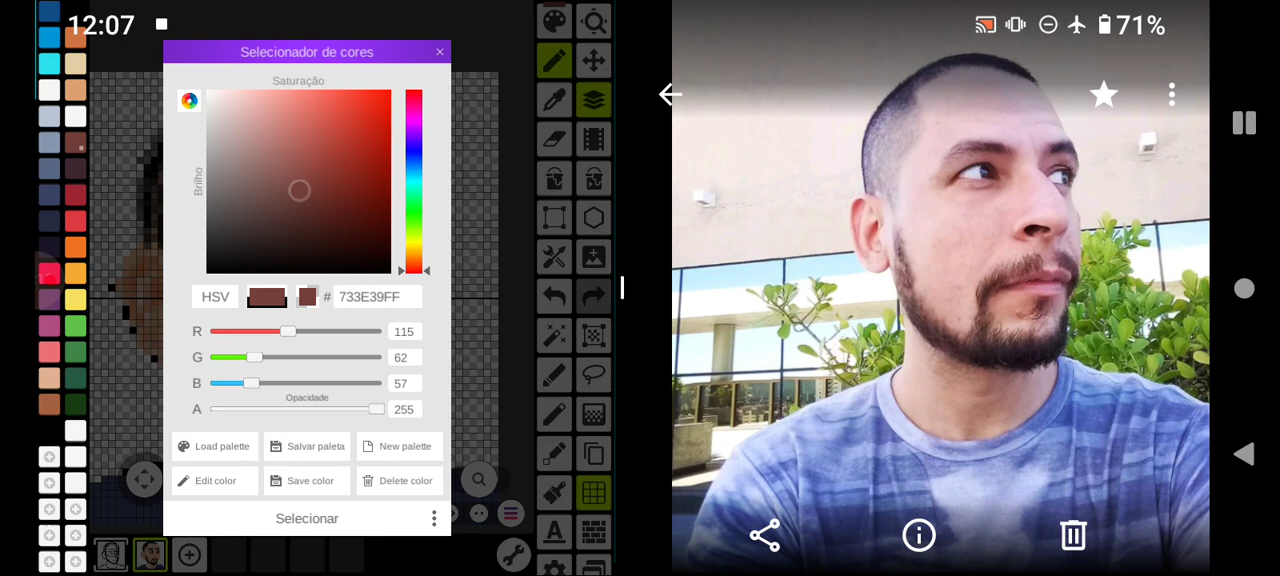 12:07
71%
Selecionador de cores
Saturação
Brilho
HSV
# 733E39FF
R 115
G 62
B 57
Opacidade
A 255
Load palette
Salvar paleta
New palette
Edit color
Save color
Delete color
Selecionar
A